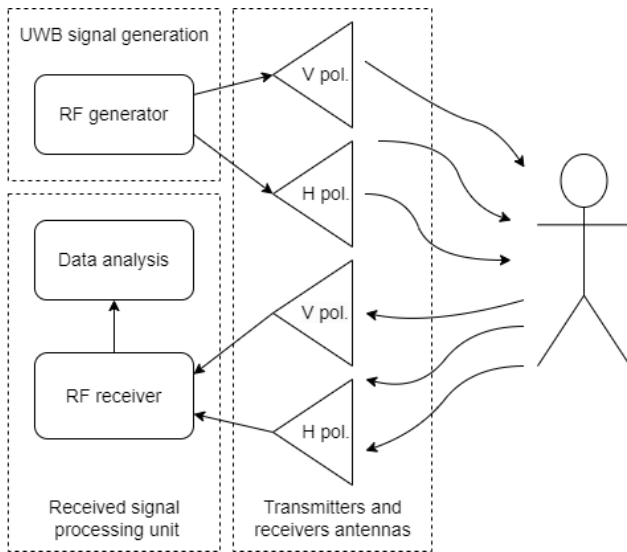 UWB signal generation
RF generator
V pol.
H pol.
Data analysis
V pol.
RF receiver
H pol.
Received signal
processing unit
Transmitters and
receivers antennas